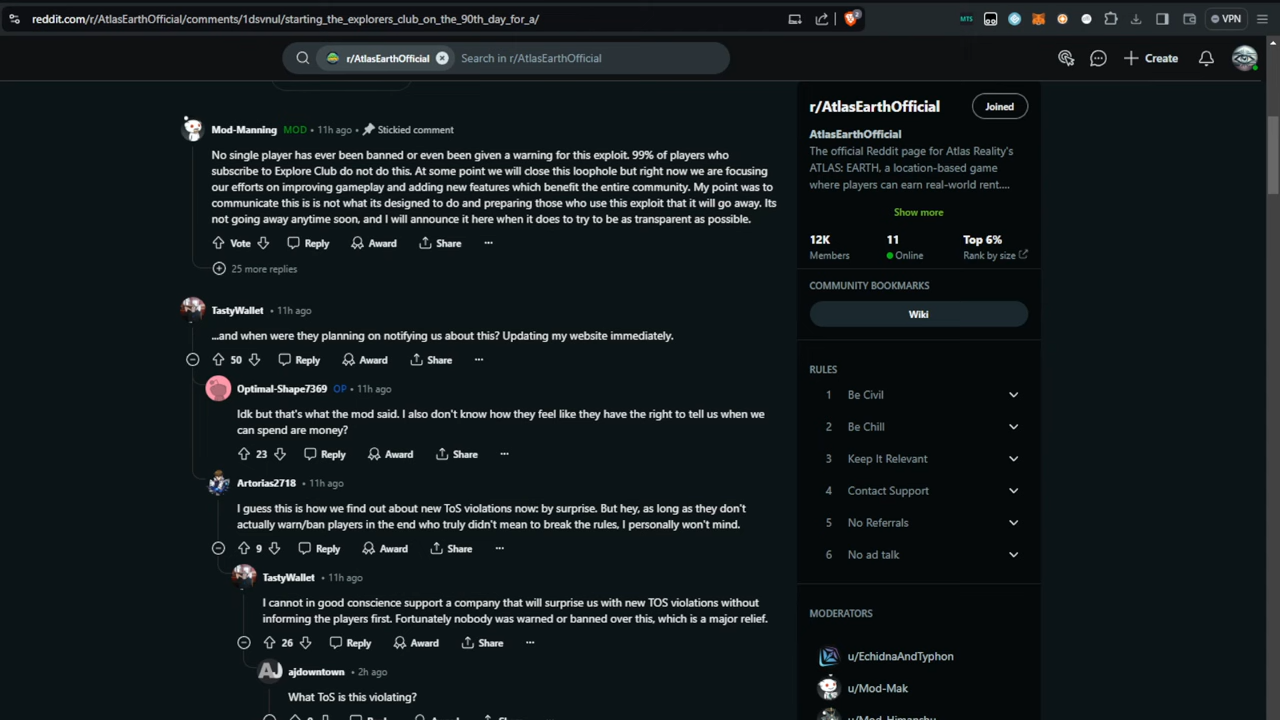 reddit.com/r/AtlasEarthOfficial/comments/1dsvnul/starting_the_explorers_club_on_the_90th_day_for_a/
2
MTS
VPN
r/AtlasEarthOfficial
Search in r/AtlasEarthOfficial
Create
Mod-Manning MOD • 11h ago • Stickied comment
No single player has ever been banned or even been given a warning for this exploit. 99% of players who
subscribe to Explore Club do not do this. At some point we will close this loophole but right now we are focusing
our efforts on improving gameplay and adding new features which benefit the entire community. My point was to
communicate this is is not what its designed to do and preparing those who use this exploit that it will go away. Its
not going away anytime soon, and I will announce it here when it does to try to be as transparent as possible.
Vote Reply Award Share ...
25 more replies
TastyWallet • 11h ago
...and when were they planning on notifying us about this? Updating my website immediately.
50 Reply Award Share ...
Optimal-Shape7369 OP • 11h ago
Idk but that's what the mod said. I also don't know how they feel like they have the right to tell us when we
can spend are money?
23 Reply Award Share ...
Artorias2718 • 11h ago
I guess this is how we find out about new ToS violations now: by surprise. But hey, as long as they don't
actually warn/ban players in the end who truly didn't mean to break the rules, I personally won't mind.
9 Reply Award Share ...
TastyWallet • 11h ago
I cannot in good conscience support a company that will surprise us with new TOS violations without
informing the players first. Fortunately nobody was warned or banned over this, which is a major relief.
26 Reply Award Share ...
AJ
ajdowntown • 2h ago
What ToS is this violating?
r/AtlasEarthOfficial
Joined
AtlasEarthOfficial
The official Reddit page for Atlas Reality's
ATLAS: EARTH, a location-based game
where players can earn real-world rent....
Show more
12K 11 Top 6%
Members Online Rank by size
COMMUNITY BOOKMARKS
Wiki
RULES
1 Be Civil
2 Be Chill
3 Keep It Relevant
4 Contact Support
5 No Referrals
6 No ad talk
MODERATORS
u/EchidnaAndTyphon
u/Mod-Mak
u/Mod-Himanshu